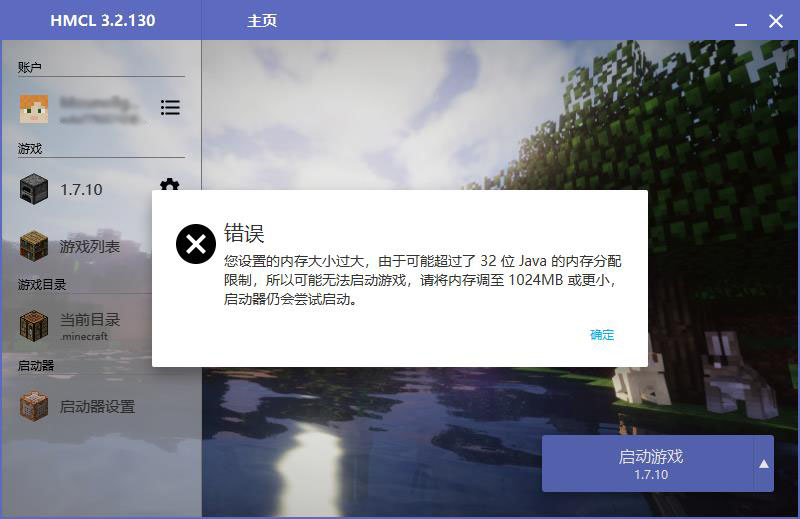 HMCL 3.2.130
主页
账户
游戏
1.7.10
游戏列表
游戏目录
当前目录
.minecraft
启动器
启动器设置
错误
您设置的内存大小过大，由于可能超过了 32 位 Java 的内存分配
限制，所以可能无法启动游戏，请将内存调至 1024MB 或更小，
启动器仍会尝试启动。
确定
启动游戏
1.7.10